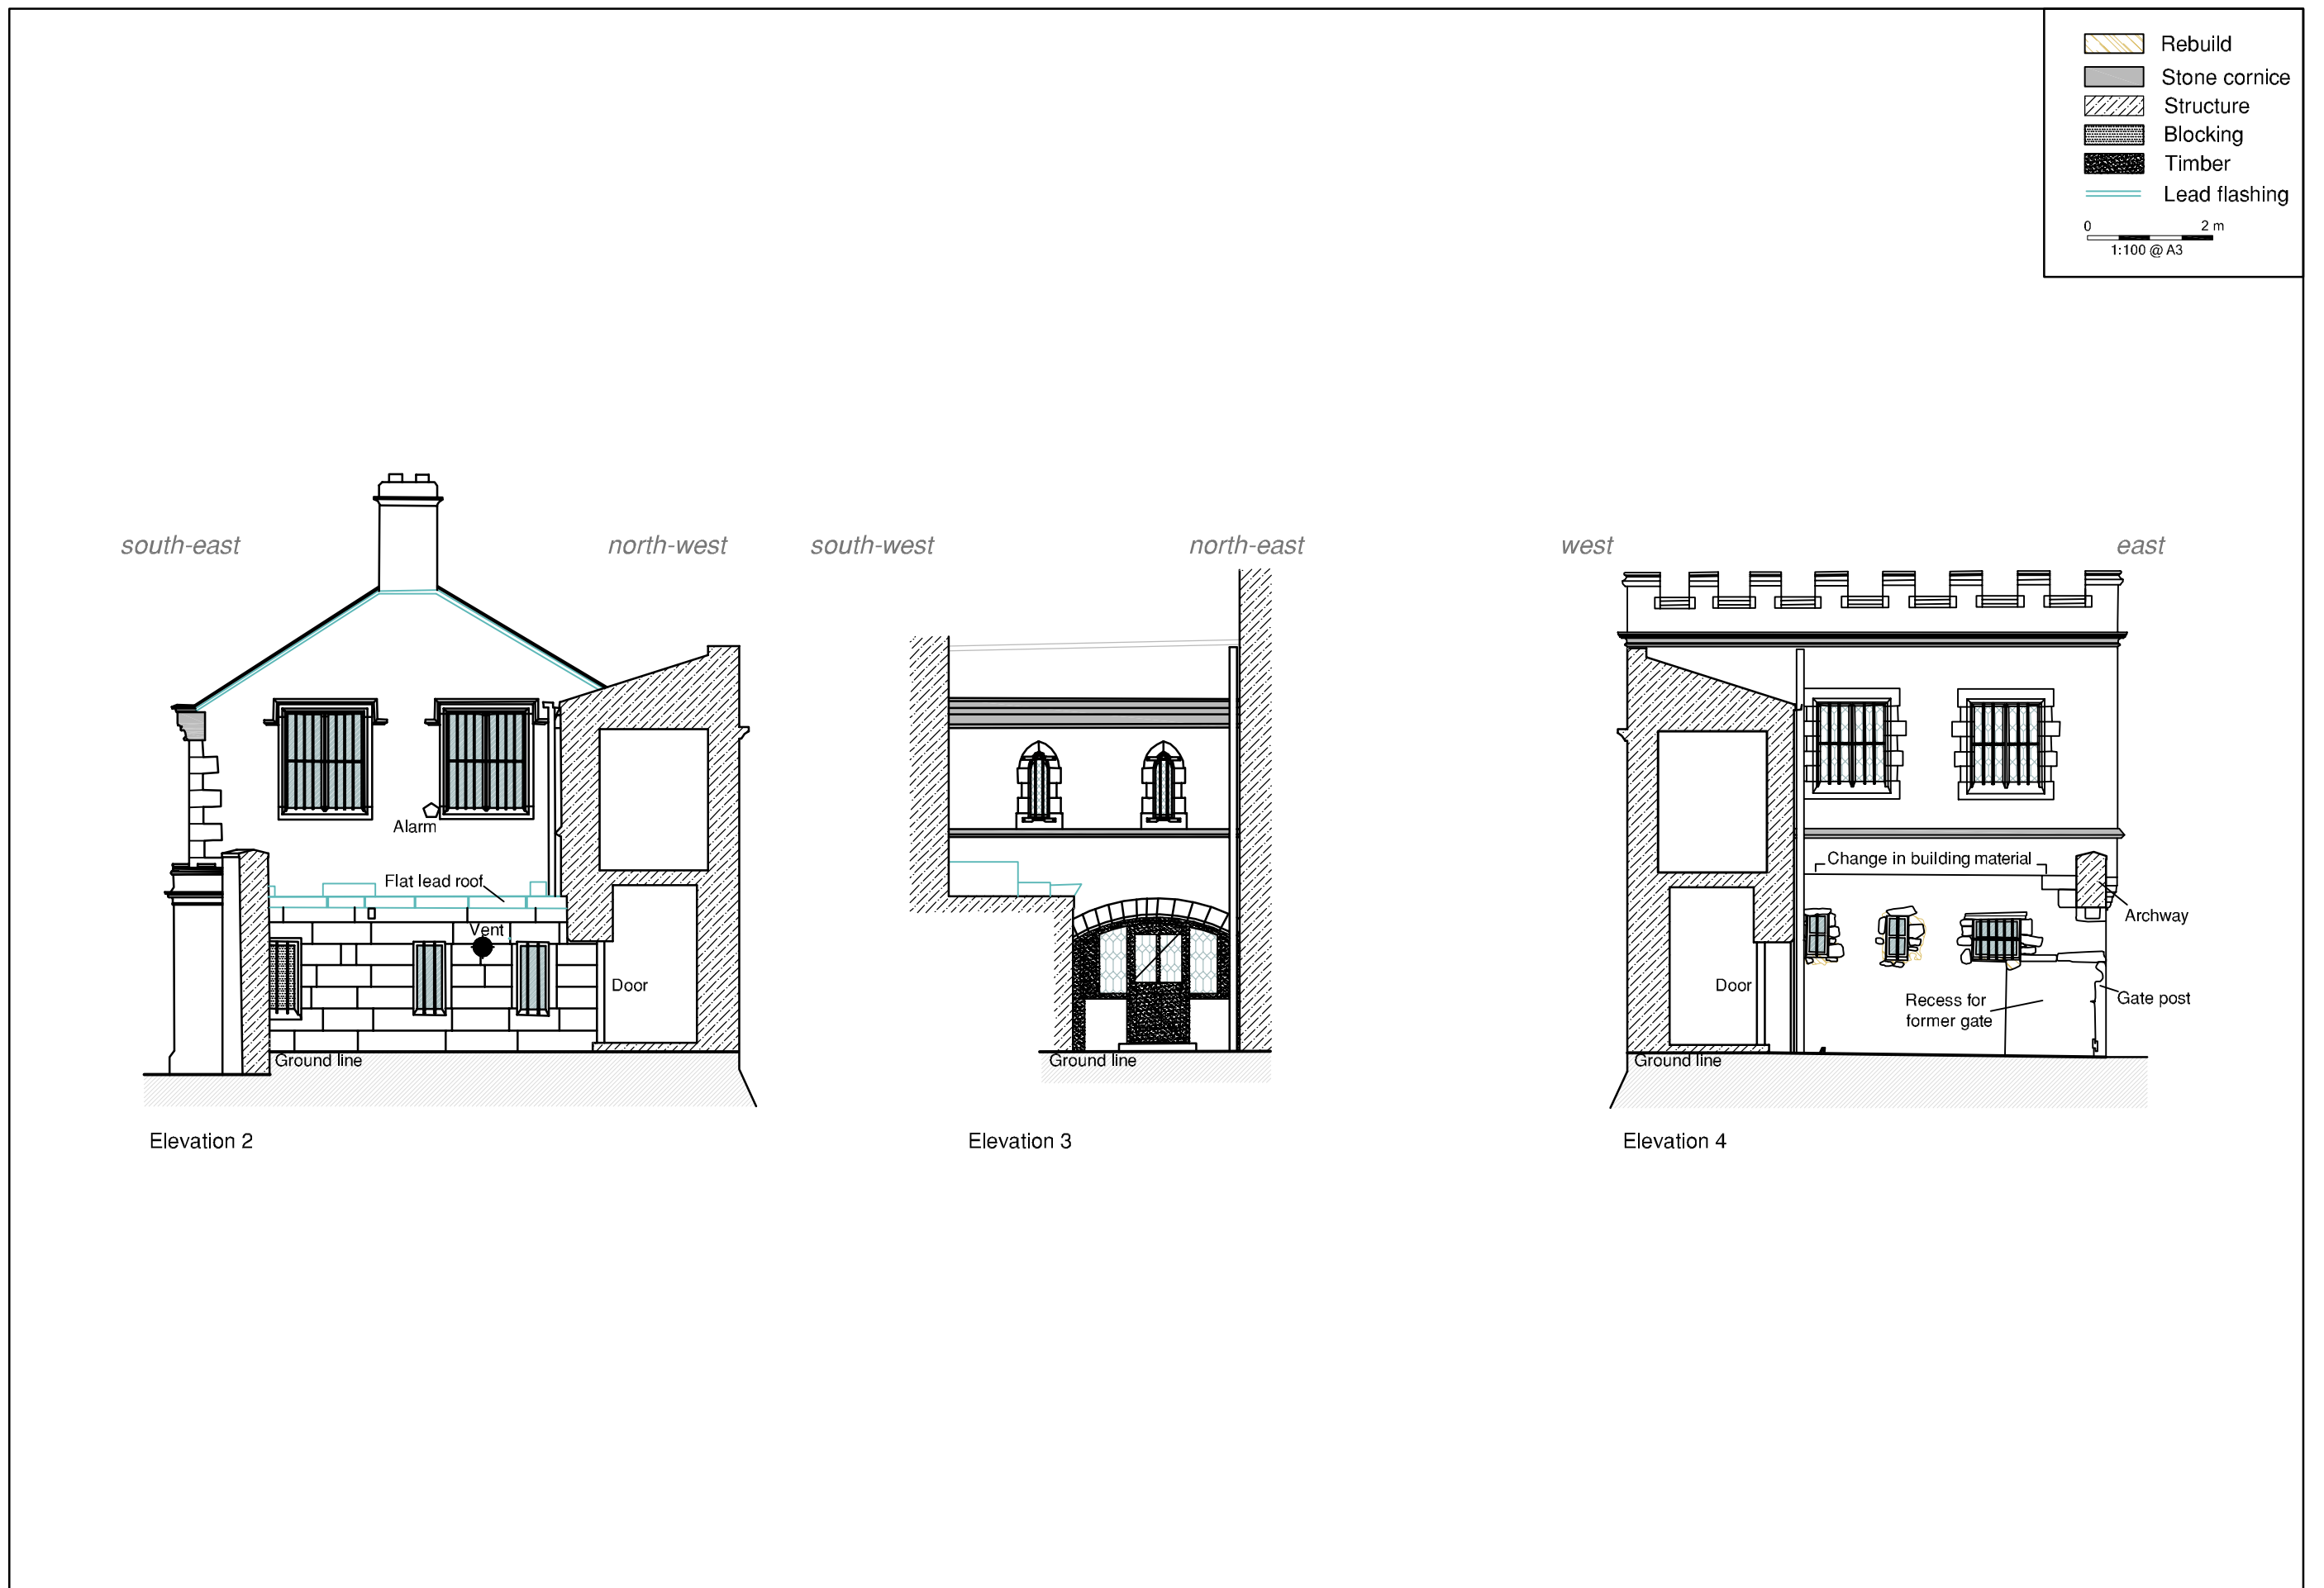 Rebuild
Stone cornice
Structure
Blocking
Timber
Lead flashing
0 2 m
1:100 @ A3
south-east
north-west
south-west
north-east
west
east
Alarm
Flat lead roof
Vent
Door
Ground line
Elevation 2
Ground line
Elevation 3
Change in building material
Archway
Door
Recess for
former gate
Gate post
Ground line
Elevation 4